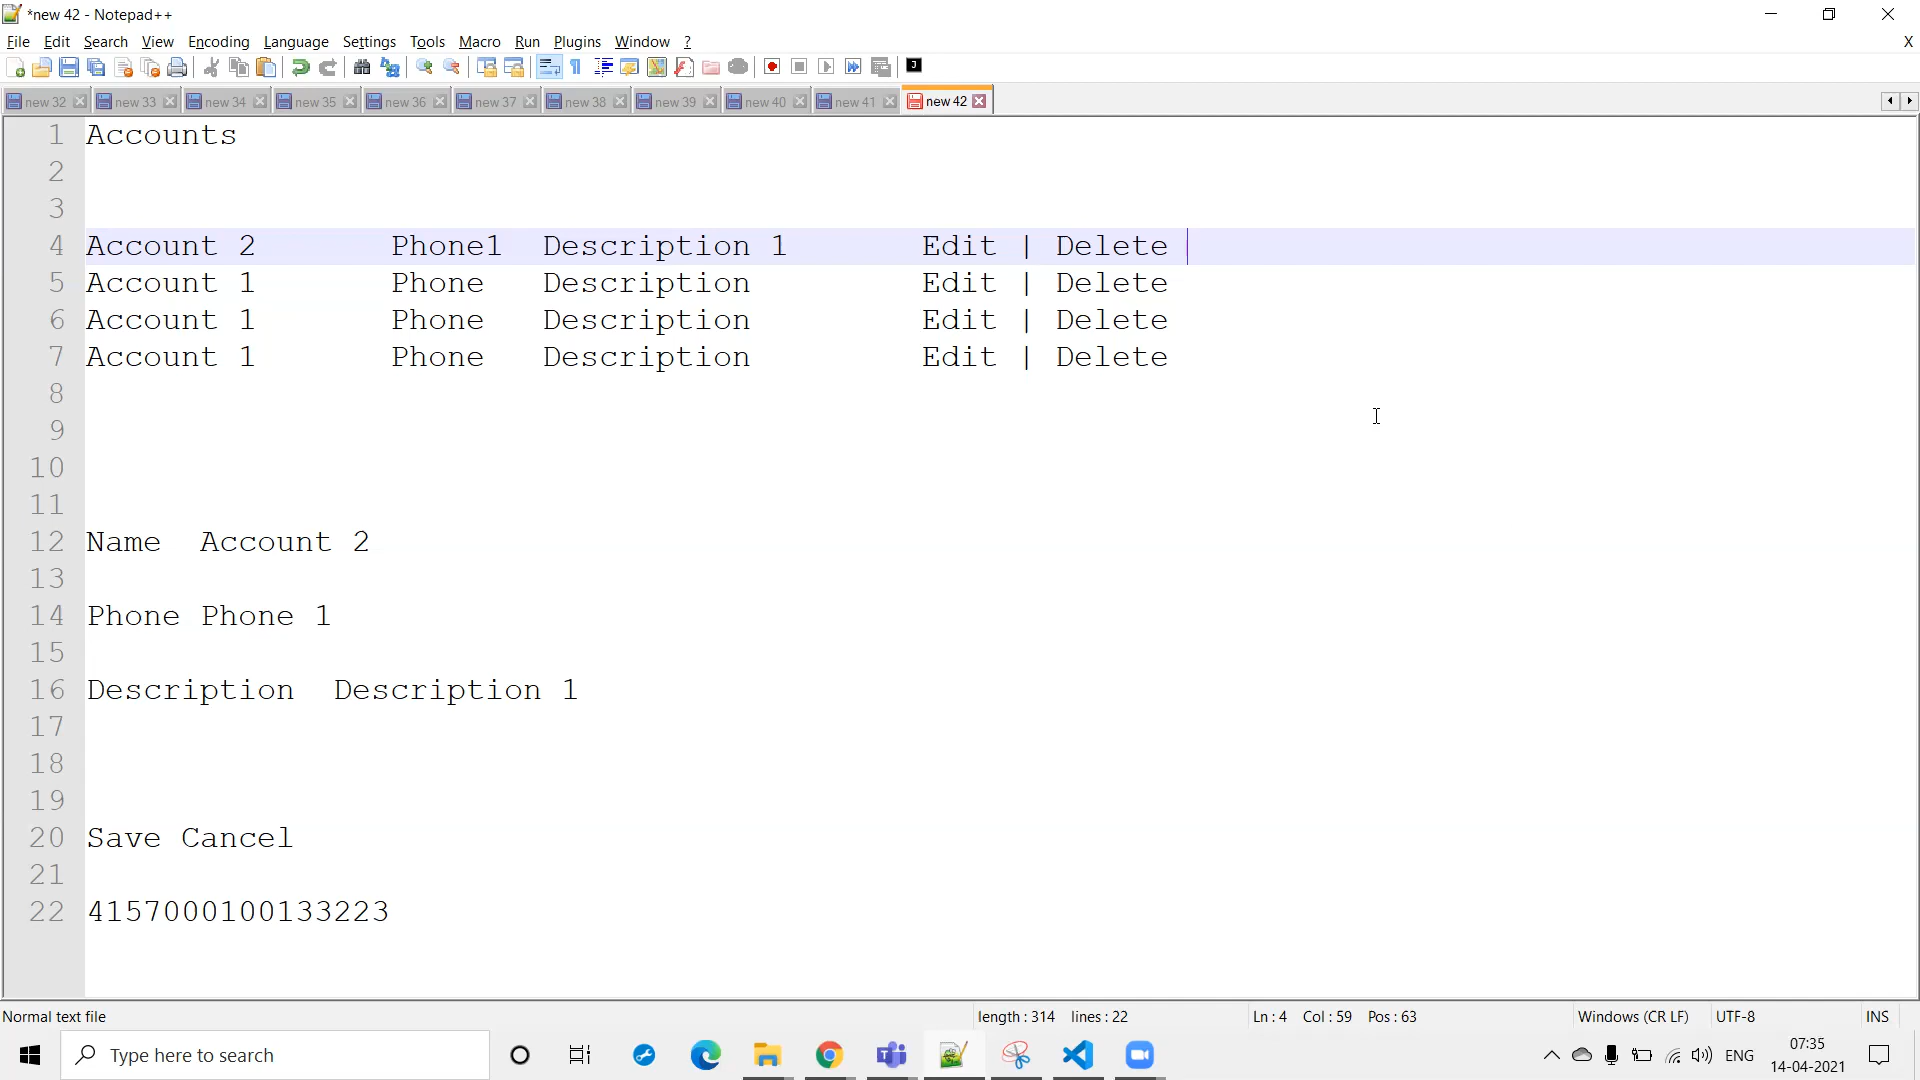 *new 42 - Notepad++
File Edit Search View Encoding Language Settings Tools Macro Run Plugins Window ? X
new 32 new 33 new 34 new 35 new 36 new 37 new 38 new 39 new 40 new 41 new 42
1 Accounts
2
3
4 Account 2 Phone1 Description 1 Edit | Delete
5 Account 1 Phone Description Edit | Delete
6 Account 1 Phone Description Edit | Delete
7 Account 1 Phone Description Edit | Delete
8
9
10
11
12 Name Account 2
13
14 Phone Phone 1
15
16 Description Description 1
17
18
19
20 Save Cancel
21
22 4157000100133223
Normal text file length : 314 lines : 22 Ln : 4 Col : 59 Pos : 63 Windows (CR LF) UTF-8 INS
Type here to search ENG 07:35
14-04-2021